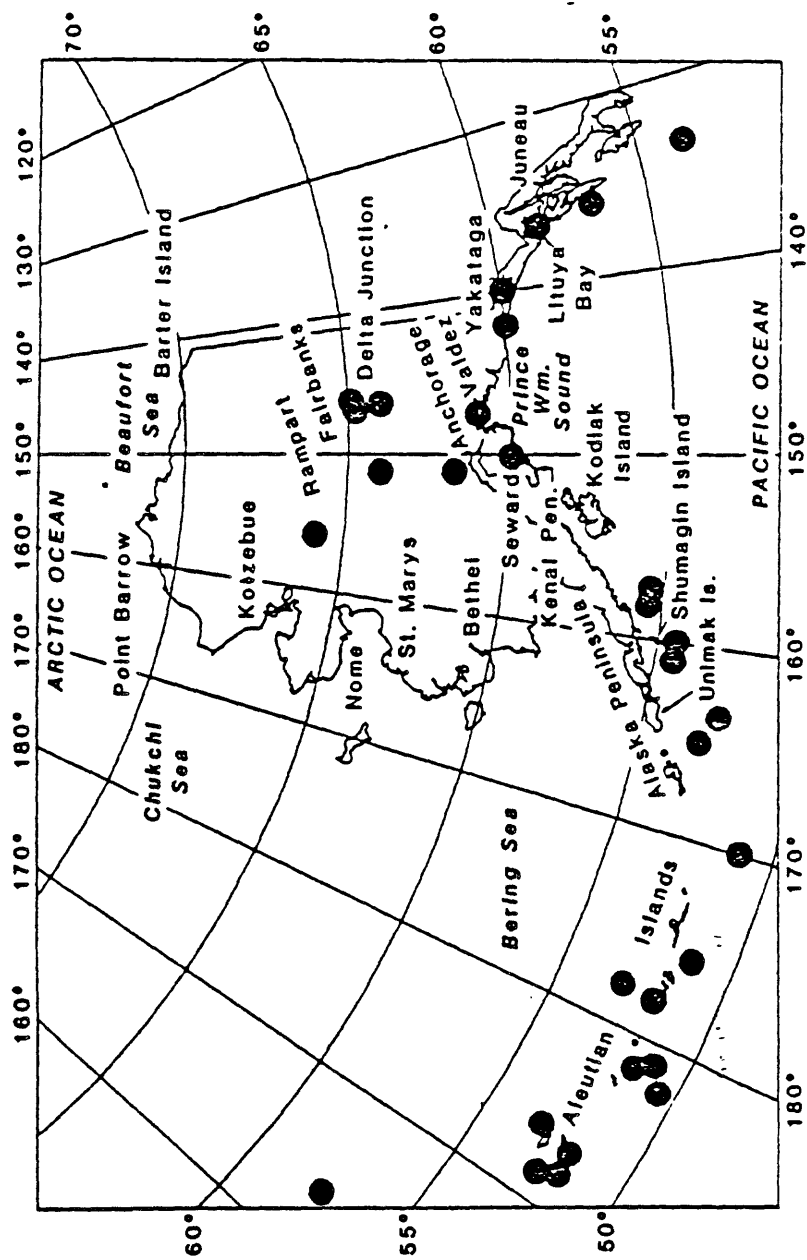 120°
130°
140°
150°
160°
170°
180°
170°
160°
70°
65°
60°
55°
ARCTIC OCEAN
Point Barrow
Beaufort
Sea
Barter Island
Chukchi
Sea
Kotzebue
Rampart
Fairbanks
Delta Junction
Nome
St. Marys
Bethel
Anchorage
Valdez
Yakataga
Juneau
Seward
Kenai Pen.
Prince
Wm.
Sound
Lituya
Bay
Kodiak
Island
Bering Sea
Alaska Peninsula
Shumagin Island
Unimak Is.
Aleutian
Islands
PACIFIC OCEAN
60°
55°
50°
180°
170°
160°
150°
140°